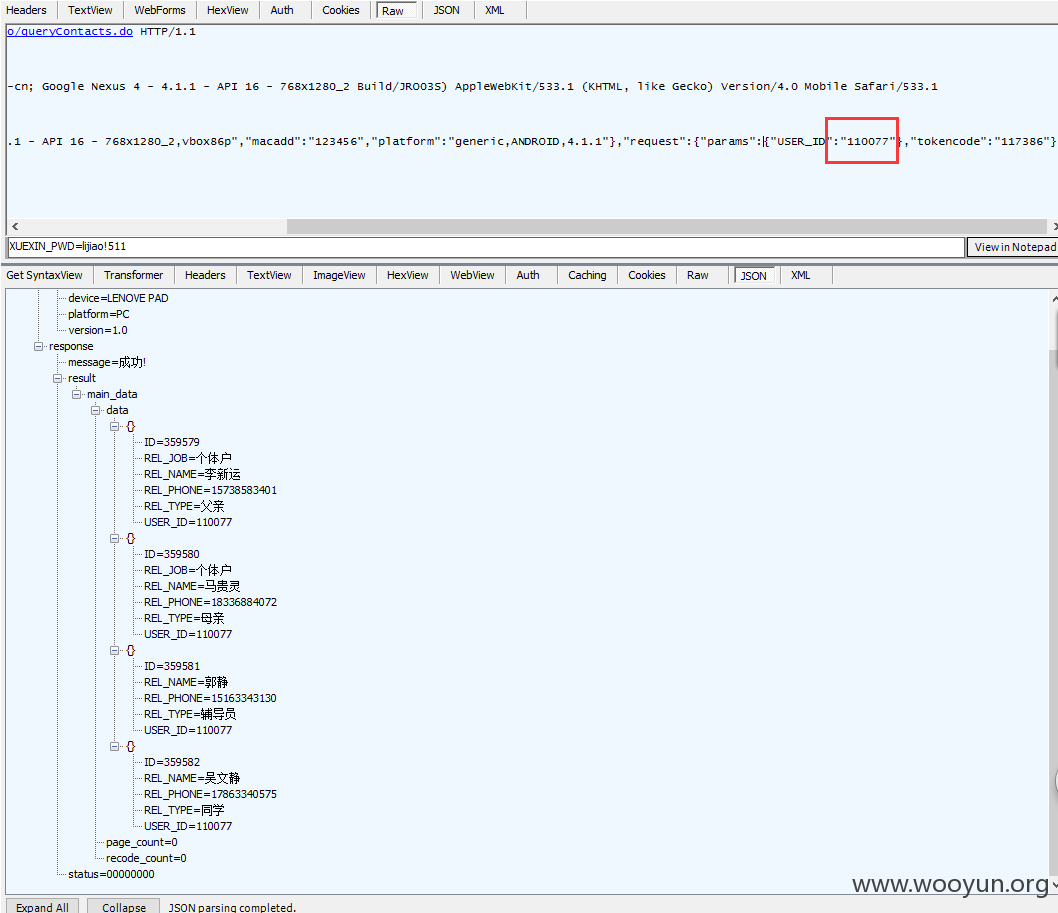 Headers TextView WebForms HexView Auth Cookies Raw JSON XML
o/queryContacts.do HTTP/1.1
-cn; Google Nexus 4 - 4.1.1 - API 16 - 768x1280_2 Build/JRO03S) AppleWebKit/533.1 (KHTML, like Gecko) Version/4.0 Mobile Safari/533.1
.1 - API 16 - 768x1280_2,vbox86p","macadd":"123456","platform":"generic,ANDROID,4.1.1"},"request":{"params":{"USER_ID":"110077"},"tokencode":"117386"}
XUEXIN_PWD=lijiao!511 View in Notepad
Get SyntaxView Transformer Headers TextView ImageView HexView WebView Auth Caching Cookies Raw JSON XML
device=LENOVE PAD
platform=PC
version=1.0
response
message=成功!
result
main_data
data
{}
ID=359579
REL_JOB=个体户
REL_NAME=李新运
REL_PHONE=15738583401
REL_TYPE=父亲
USER_ID=110077
{}
ID=359580
REL_JOB=个体户
REL_NAME=马贵灵
REL_PHONE=18336884072
REL_TYPE=母亲
USER_ID=110077
{}
ID=359581
REL_NAME=郭静
REL_PHONE=15163343130
REL_TYPE=辅导员
USER_ID=110077
{}
ID=359582
REL_NAME=吴文静
REL_PHONE=17863340575
REL_TYPE=同学
USER_ID=110077
page_count=0
recode_count=0
status=00000000
www.wooyun.org
Expand All Collapse JSON parsing completed.